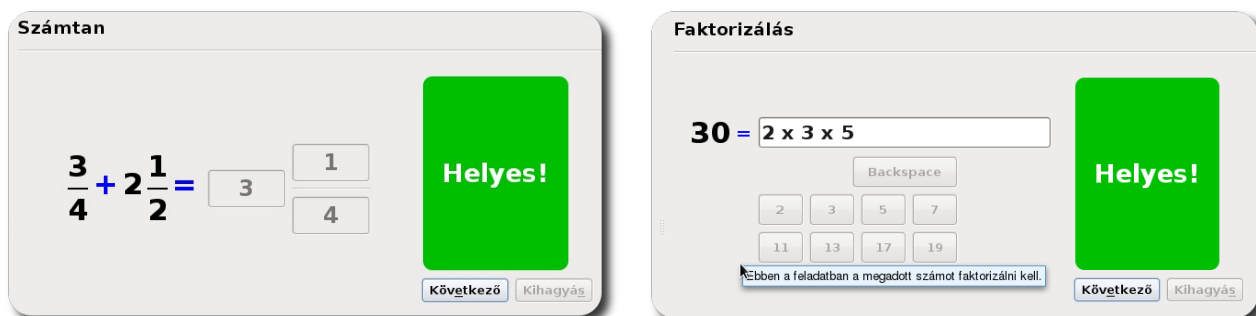 Számtan
3/4 + 2 1/2 = 3 1/4
Helyes!
Következő Kihagyás
Faktorizálás
30 = 2 x 3 x 5
Backspace
2 3 5 7
11 13 17 19
Ebben a feladatban a megadott számot faktorizálni kell.
Helyes!
Következő Kihagyás